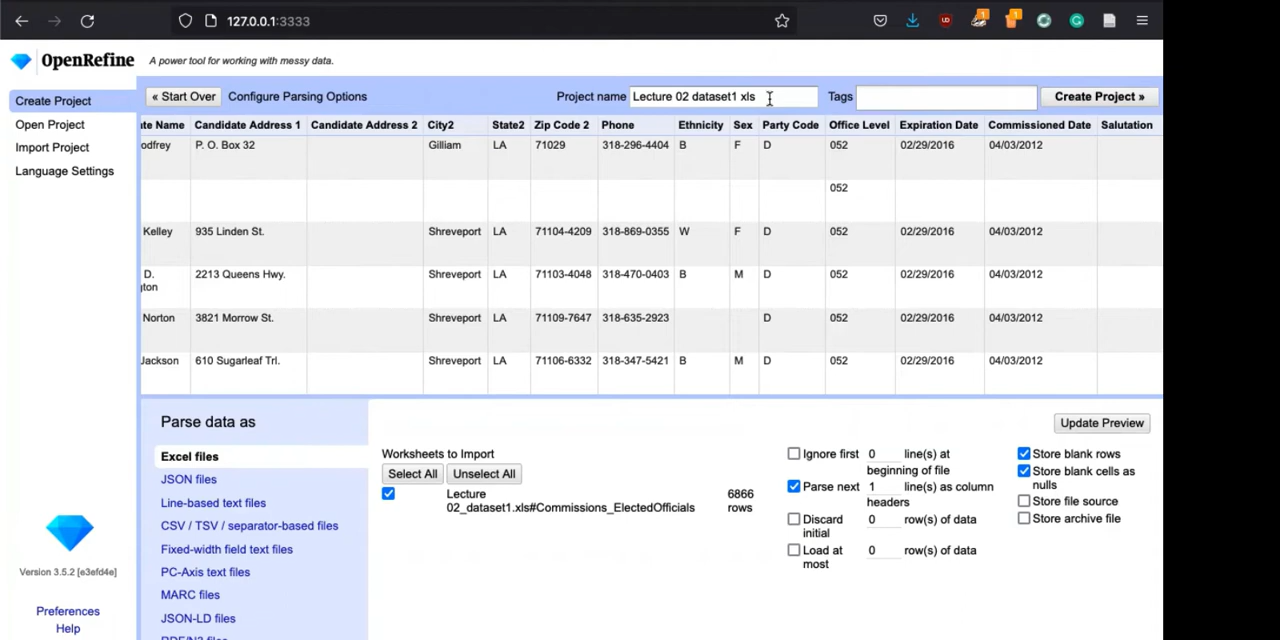 127.0.0.1:3333
OpenRefine A power tool for working with messy data.
Create Project
Open Project
Import Project
Language Settings
« Start Over Configure Parsing Options Project name Lecture 02 dataset1 xls Tags Create Project »
te Name Candidate Address 1 Candidate Address 2 City2 State2 Zip Code 2 Phone Ethnicity Sex Party Code Office Level Expiration Date Commissioned Date Salutation
odfrey P. O. Box 32 Gilliam LA 71029 318-296-4404 B F D 052 02/29/2016 04/03/2012
052
Kelley 935 Linden St. Shreveport LA 71104-4209 318-869-0355 W F D 052 02/29/2016 04/03/2012
D. 2213 Queens Hwy. Shreveport LA 71103-4048 318-470-0403 B M D 052 02/29/2016 04/03/2012
gton
Norton 3821 Morrow St. Shreveport LA 71109-7647 318-635-2923 D 052 02/29/2016 04/03/2012
Jackson 610 Sugarleaf Trl. Shreveport LA 71106-6332 318-347-5421 B M D 052 02/29/2016 04/03/2012
Parse data as
Excel files
JSON files
Line-based text files
CSV / TSV / separator-based files
Fixed-width field text files
PC-Axis text files
MARC files
JSON-LD files
Update Preview
Worksheets to Import
Select All Unselect All
Lecture 6866
02_dataset1.xls#Commissions_ElectedOfficials rows
Ignore first 0 line(s) at
beginning of file
Parse next 1 line(s) as column
headers
Discard 0 row(s) of data
initial
Load at 0 row(s) of data
most
Store blank rows
Store blank cells as
nulls
Store file source
Store archive file
Version 3.5.2 [e3efd4e]
Preferences
Help